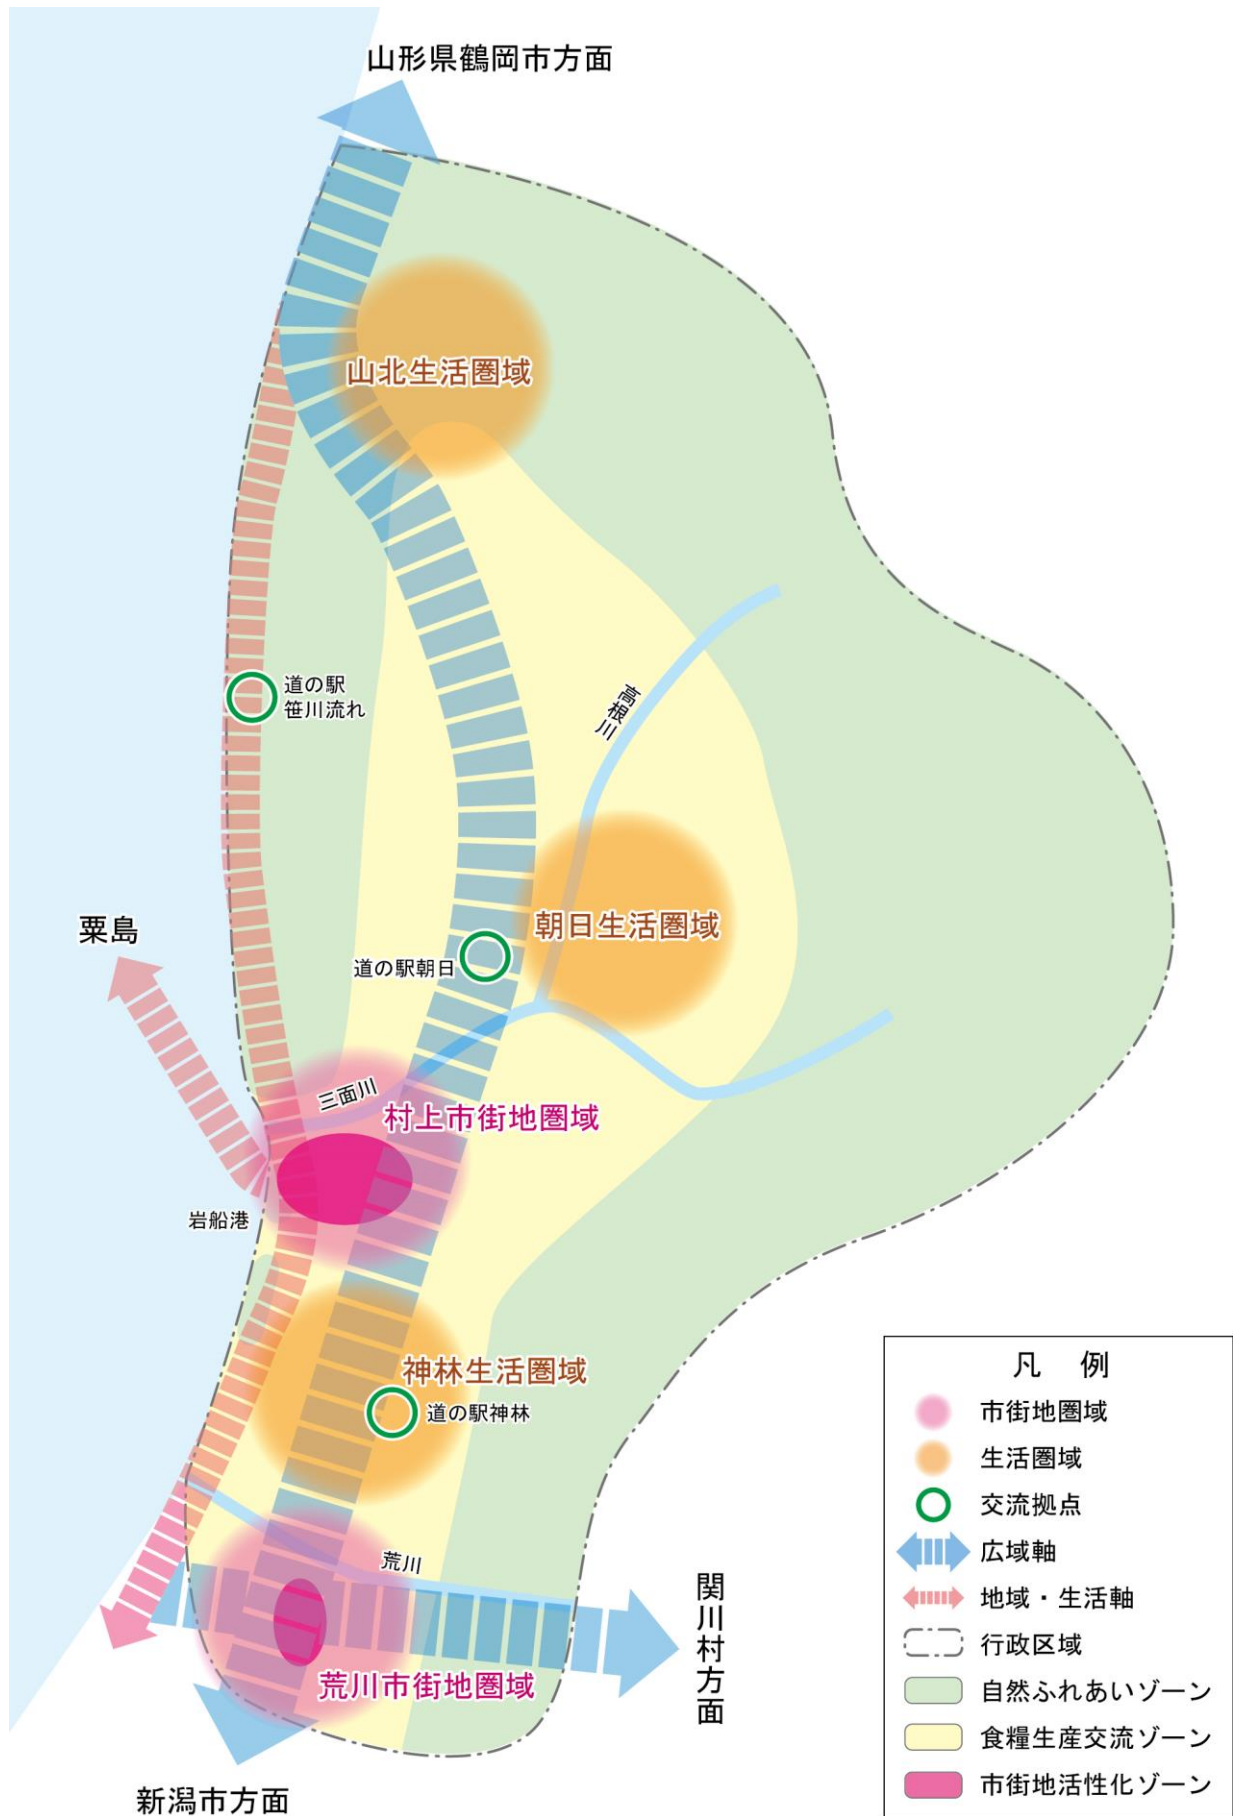 山形県鶴岡市方面
山北生活圏域
道の駅
笹川流れ
高根川
粟島
朝日生活圏域
道の駅朝日
三面川
村上市街地圏域
岩船港
神林生活圏域
道の駅神林
荒川
関川村方面
荒川市街地圏域
新潟市方面
凡 例
市街地圏域
生活圏域
交流拠点
広域軸
地域・生活軸
行政区域
自然ふれあいゾーン
食糧生産交流ゾーン
市街地活性化ゾーン